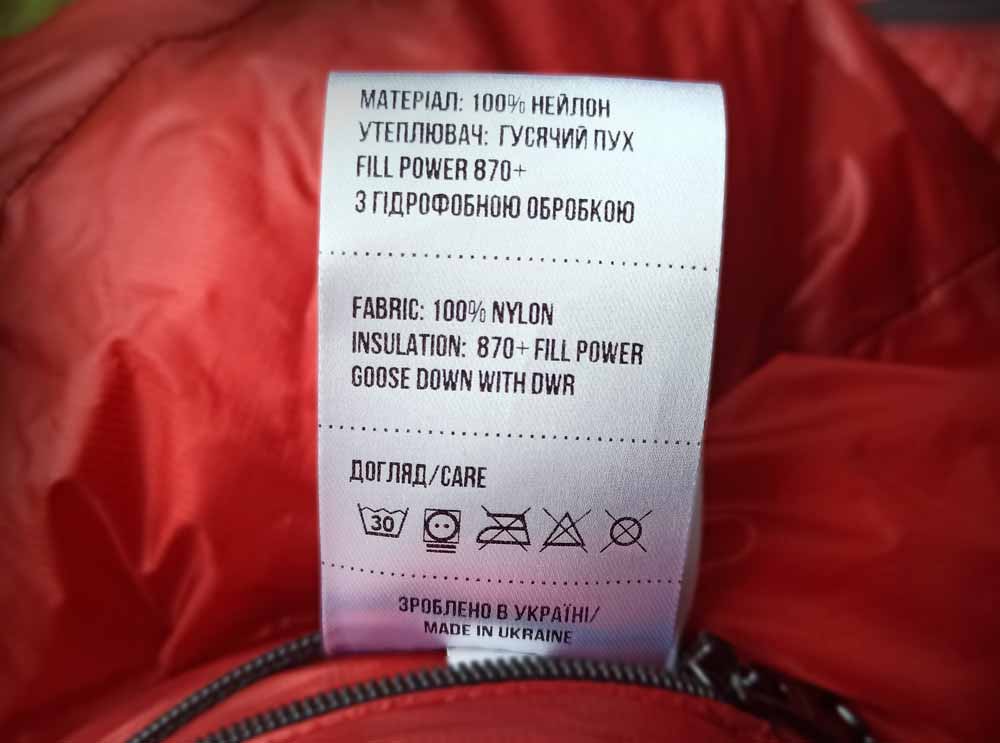 МАТЕРІАЛ: 100% НЕЙЛОН
УТЕПЛЮВАЧ: ГУСЯЧИЙ ПУХ
FILL POWER 870+
З ГІДРОФОБНОЮ ОБРОБКОЮ
FABRIC: 100% NYLON
INSULATION: 870+ FILL POWER
GOOSE DOWN WITH DWR
ДОГЛЯД/CARE
30
ЗРОБЛЕНО В УКРАЇНІ/
MADE IN UKRAINE